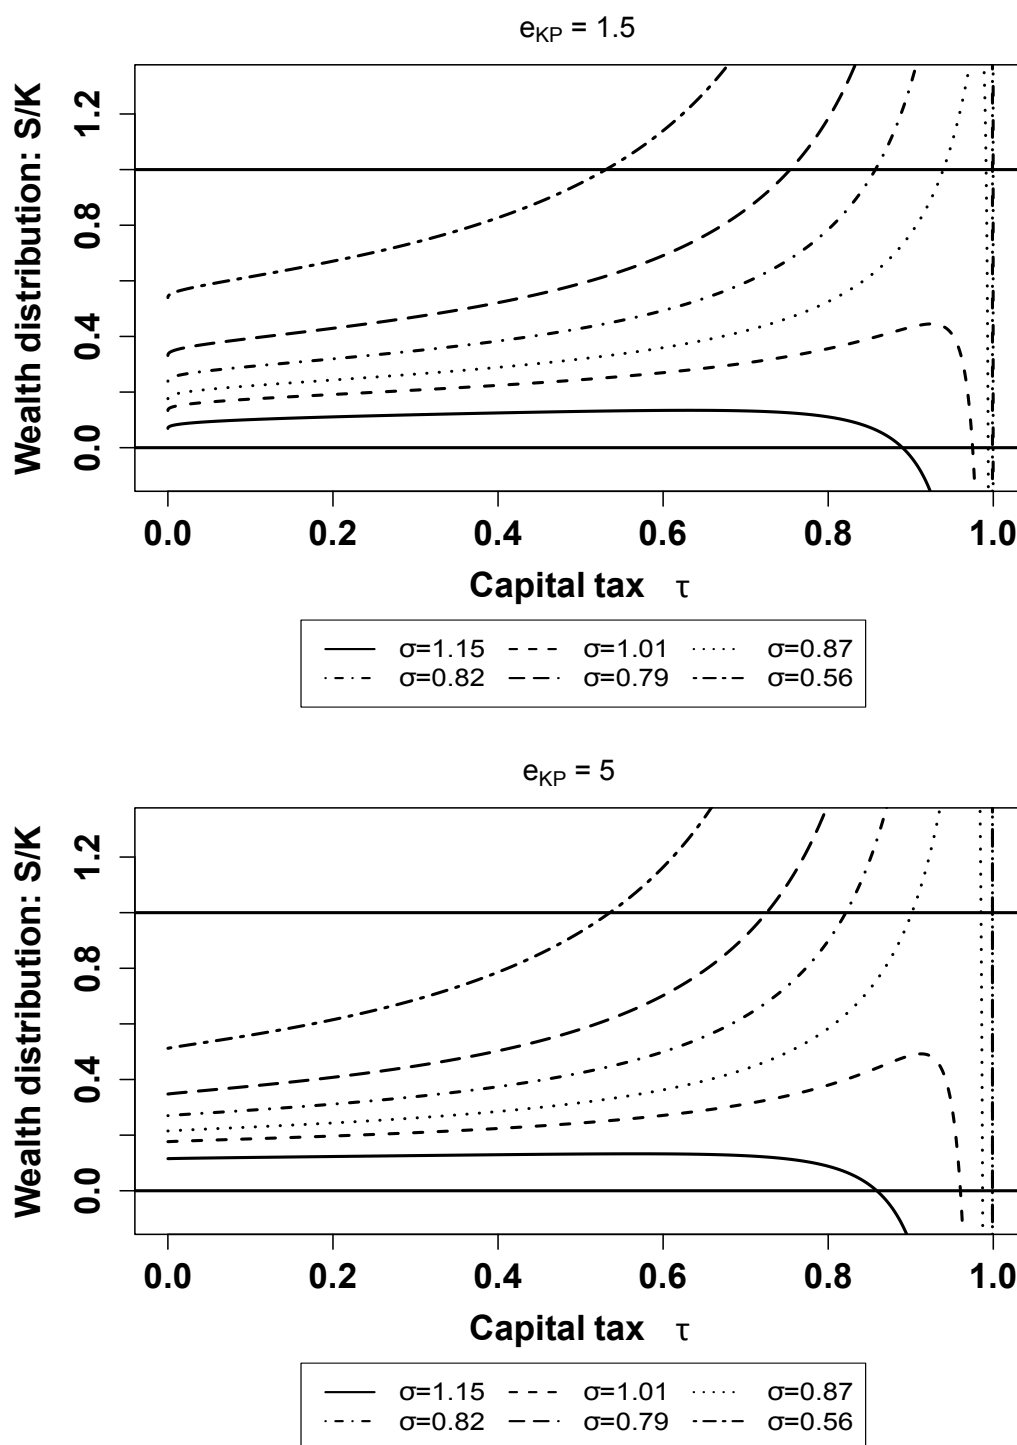 e_KP = 1.5
Wealth distribution: S/K
0.0 0.4 0.8 1.2
0.0 0.2 0.4 0.6 0.8 1.0
Capital tax τ
σ=1.15 σ=1.01 σ=0.87
σ=0.82 σ=0.79 σ=0.56
e_KP = 5
Wealth distribution: S/K
0.0 0.4 0.8 1.2
0.0 0.2 0.4 0.6 0.8 1.0
Capital tax τ
σ=1.15 σ=1.01 σ=0.87
σ=0.82 σ=0.79 σ=0.56